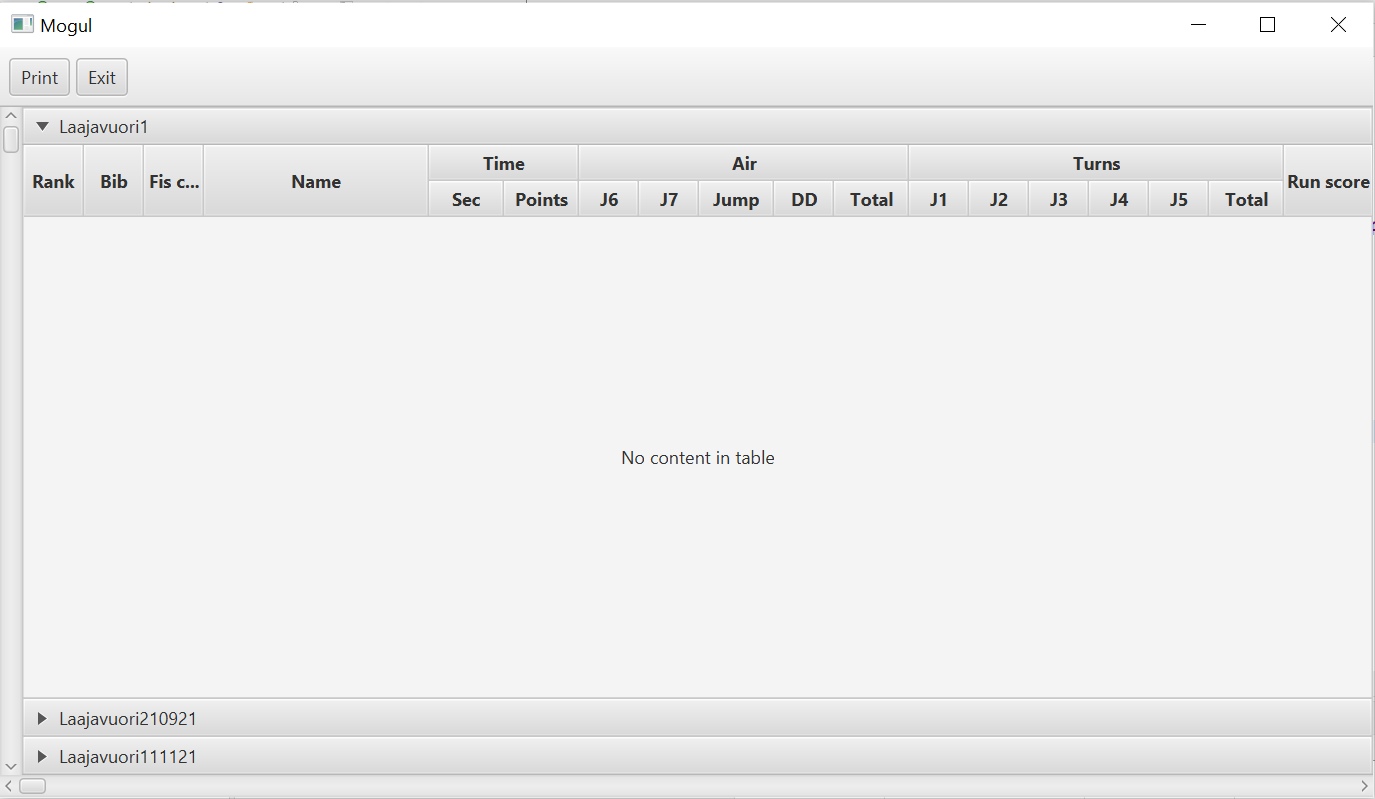 Mogul
Print Exit
Laajavuori1
Rank Bib Fis c... Name Time Air Turns Run score
Sec Points J6 J7 Jump DD Total J1 J2 J3 J4 J5 Total
No content in table
Laajavuori210921
Laajavuori111121